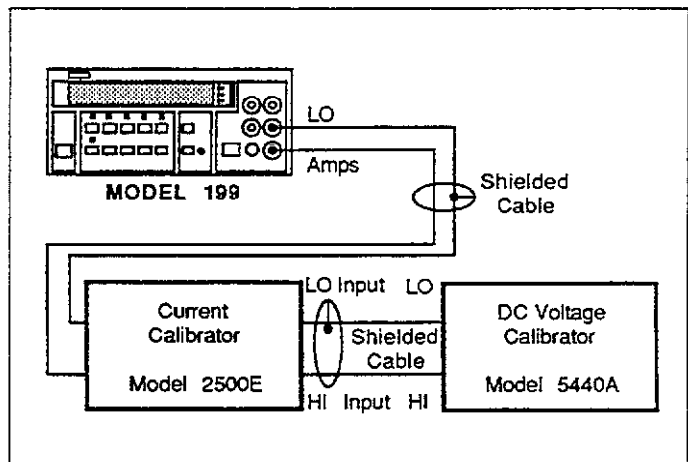 LO
Amps
MODEL 199
Shielded
Cable
LO Input LO
Current
Calibrator
Model 2500E
Shielded
Cable
DC Voltage
Calibrator
Model 5440A
HI Input HI